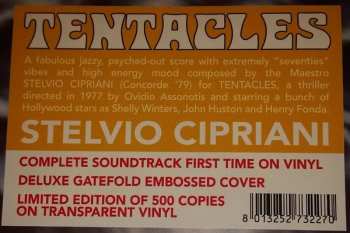 TENTACLES
A fabulous jazzy, psyched-out score with extremely "seventies"
vibes and high energy mood composed by the Maestro
STELVIO CIPRIANI (Concorde '79) for TENTACLES, a thriller
directed in 1977 by Ovidio Assonotis and starring a bunch of
Hollywood stars as Shelly Winters, John Huston and Henry Fonda.
STELVIO CIPRIANI
COMPLETE SOUNDTRACK FIRST TIME ON VINYL
DELUXE GATEFOLD EMBOSSED COVER
LIMITED EDITION OF 500 COPIES
ON TRANSPARENT VINYL
8 013252 732270